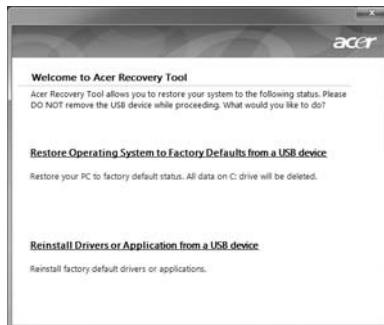 acer
Welcome to Acer Recovery Tool
Acer Recovery Tool allows you to restore your system to the following status. Please
DO NOT remove the USB device while proceeding. What would you like to do?
Restore Operating System to Factory Defaults from a USB device
Restore your PC to factory default status. All data on C: drive will be deleted.
Reinstall Drivers or Application from a USB device
Reinstall factory default drivers or applications.